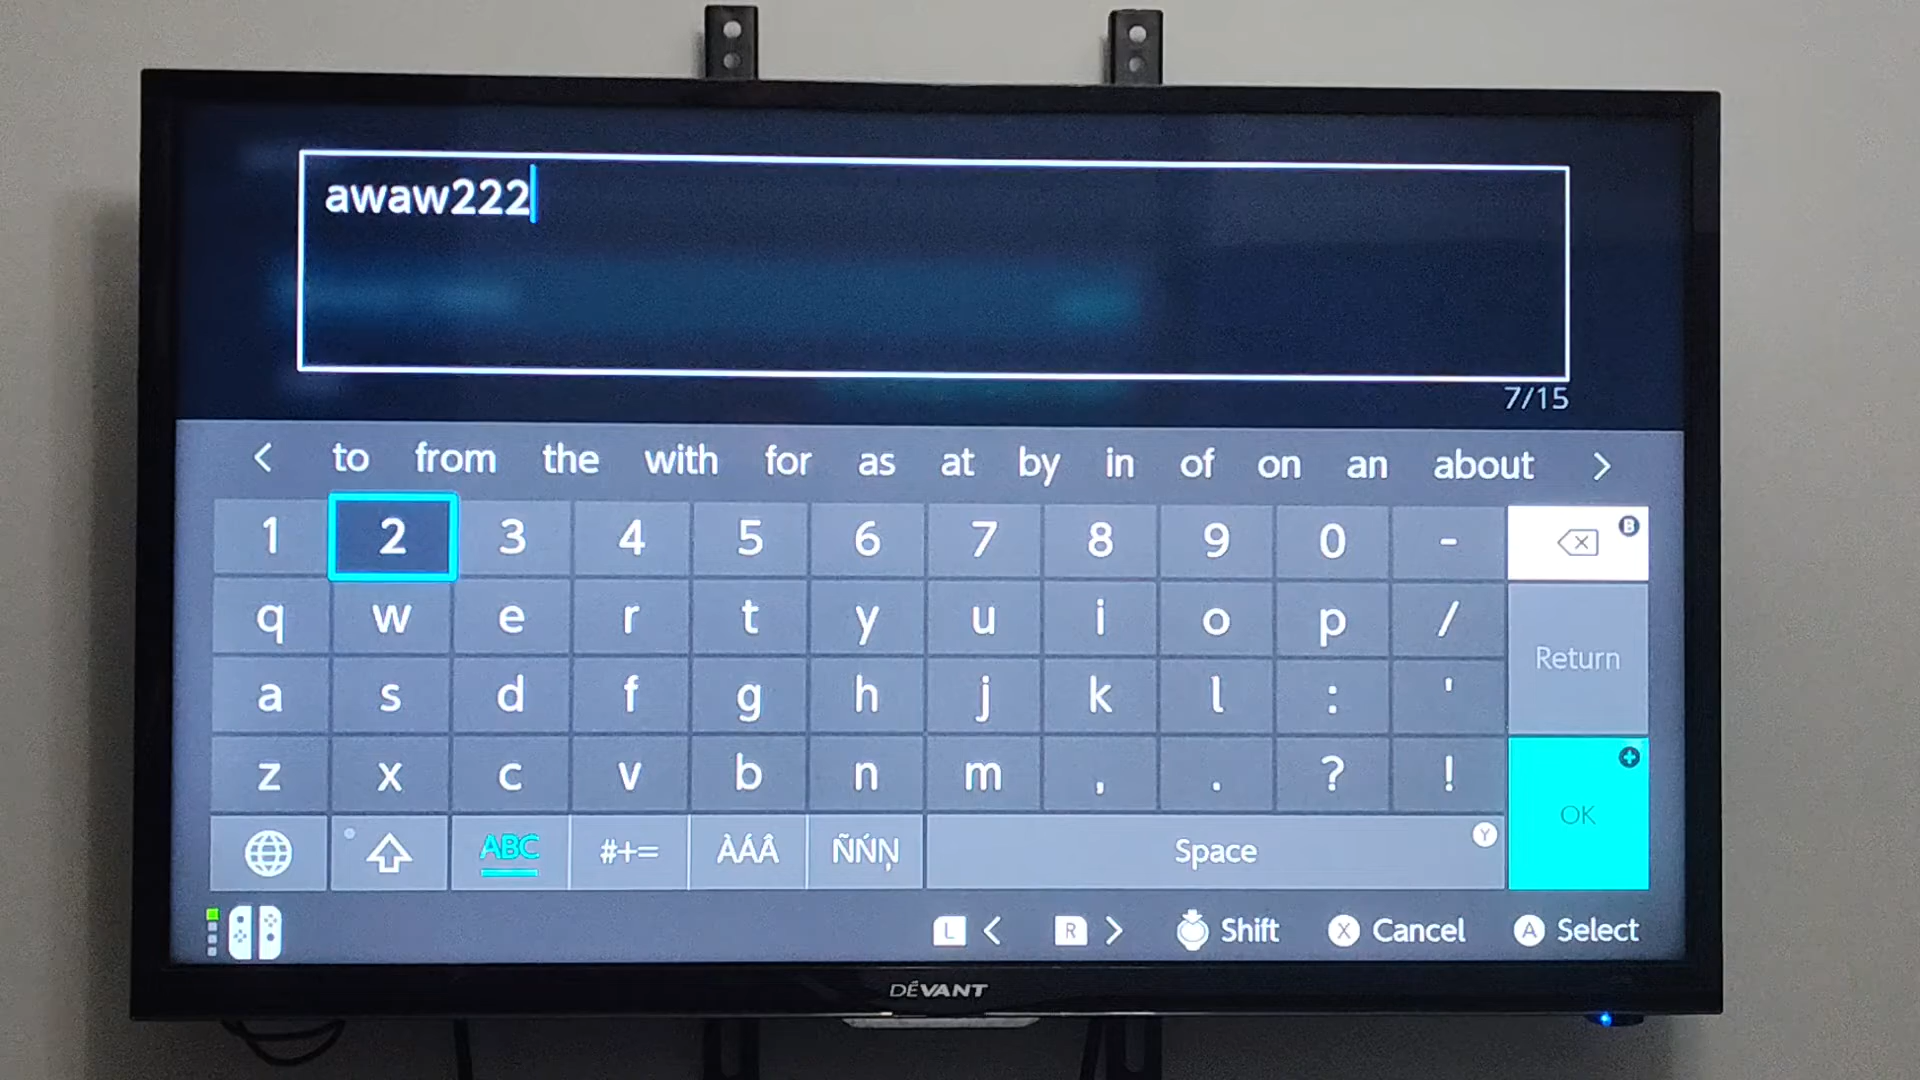 awaw222
7/15
< to from the with for as at by in of on an about >
1 2 3 4 5 6 7 8 9 0 - B
q w e r t y u i o p /
Return
a s d f g h j k l : '
z x c v b n m , . ? ! +
OK
ABC #+= ÀÁÂ ÑŃŅ Space Y
L < R > Shift X Cancel A Select
DEVANT